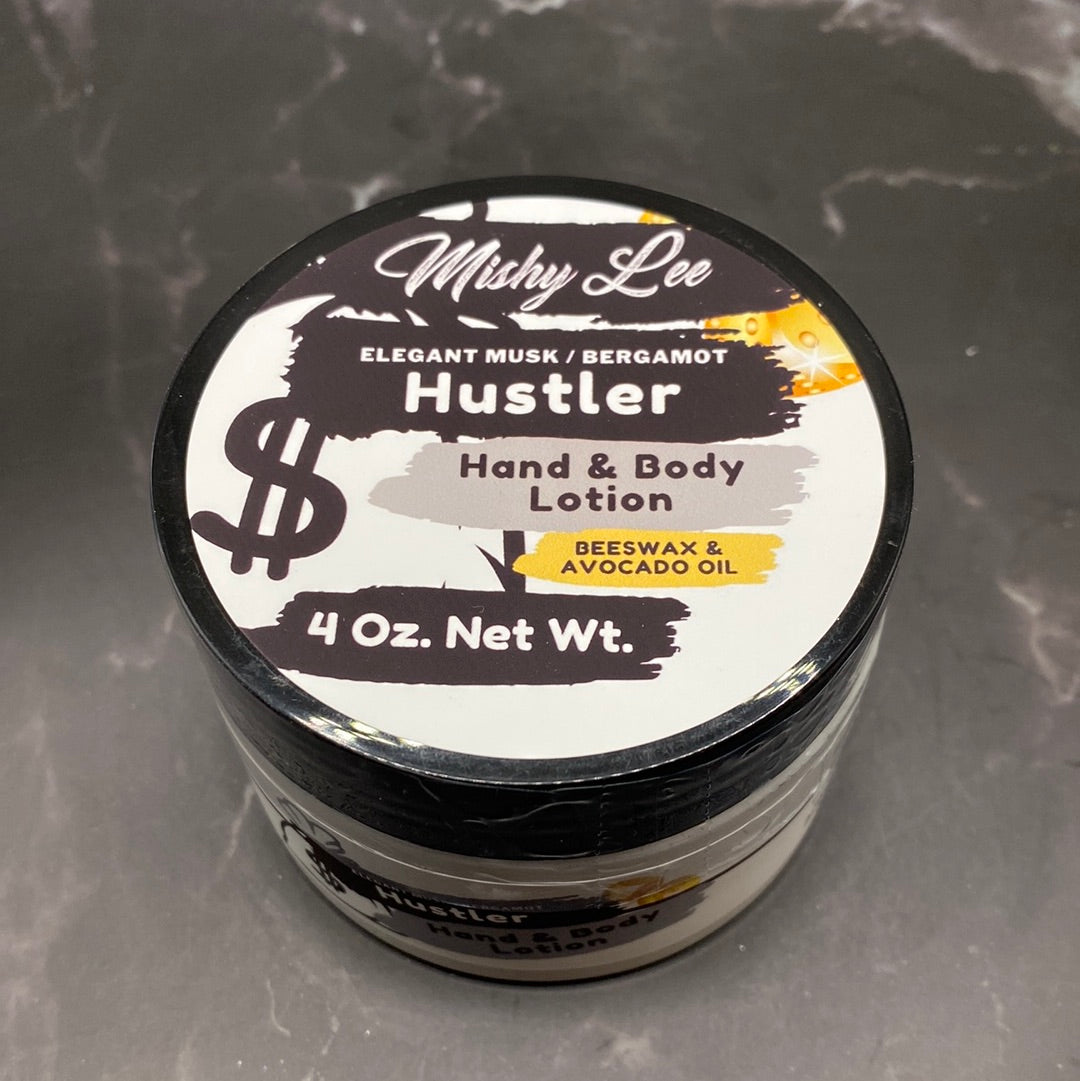 Mishy Lee
ELEGANT MUSK / BERGAMOT
Hustler
$
Hand & Body
Lotion
BEESWAX &
AVOCADO OIL
4 Oz. Net Wt.
Hustler
Hand & Body
Lotion